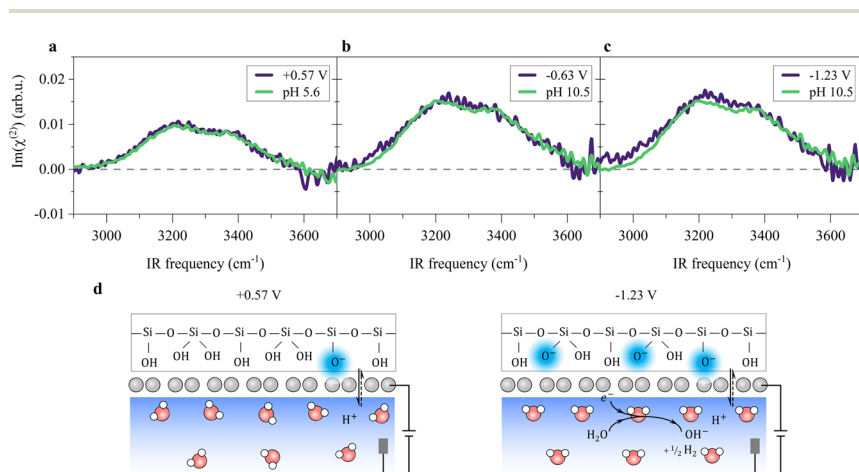 a
b
c
Im(χ⁽²⁾) (arb.u.)
0.02
0.01
0.00
-0.01
+0.57 V
pH 5.6
-0.63 V
pH 10.5
-1.23 V
pH 10.5
3000 3200 3400 3600
3000 3200 3400 3600
3000 3200 3400 3600
IR frequency (cm⁻¹)
IR frequency (cm⁻¹)
IR frequency (cm⁻¹)
d
+0.57 V
-1.23 V
Si O Si O Si O Si O Si O Si
OH OH OH OH OH OH O⁻ OH
H⁺
Si O Si O Si O Si O Si
OH O⁻ OH O⁻ OH O⁻ OH
e⁻
H₂O
OH⁻
+ ½ H₂
H⁺